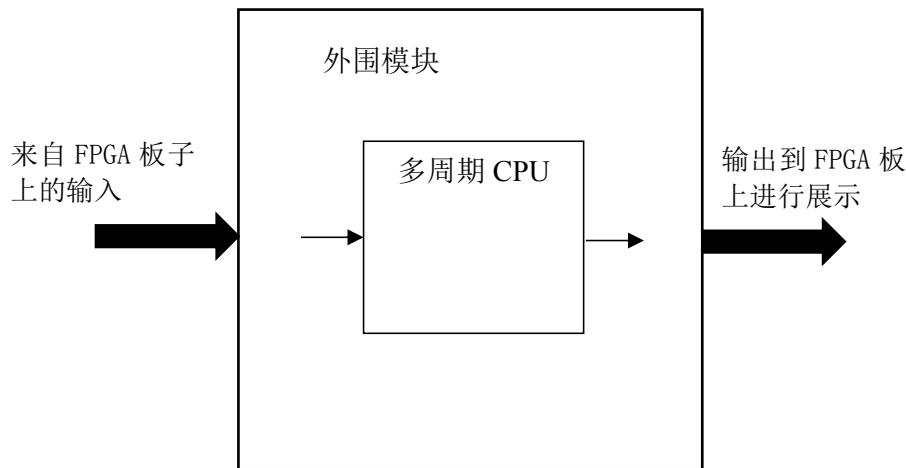 外围模块
来自 FPGA 板子
上的输入
多周期 CPU
输出到 FPGA 板
上进行展示